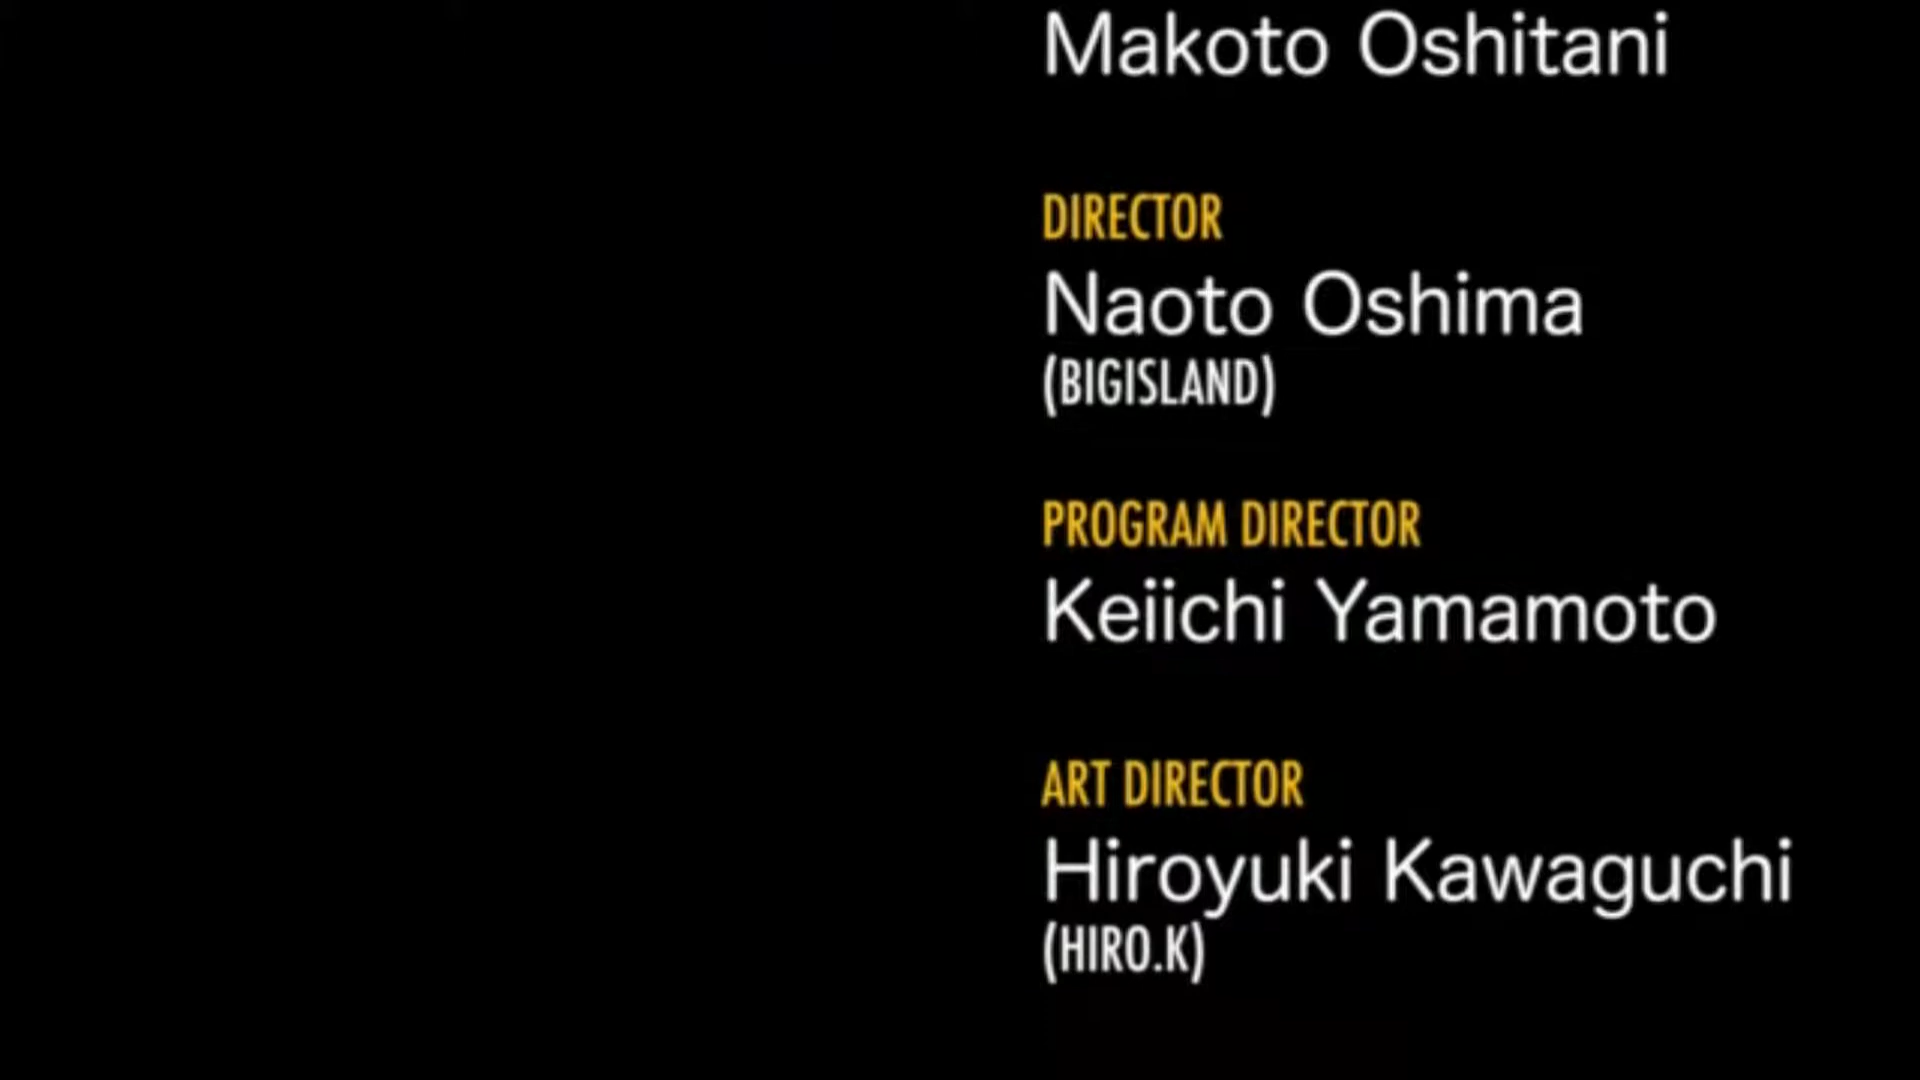 Makoto Oshitani
DIRECTOR
Naoto Oshima
(BIGISLAND)
PROGRAM DIRECTOR
Keiichi Yamamoto
ART DIRECTOR
Hiroyuki Kawaguchi
(HIRO.K)